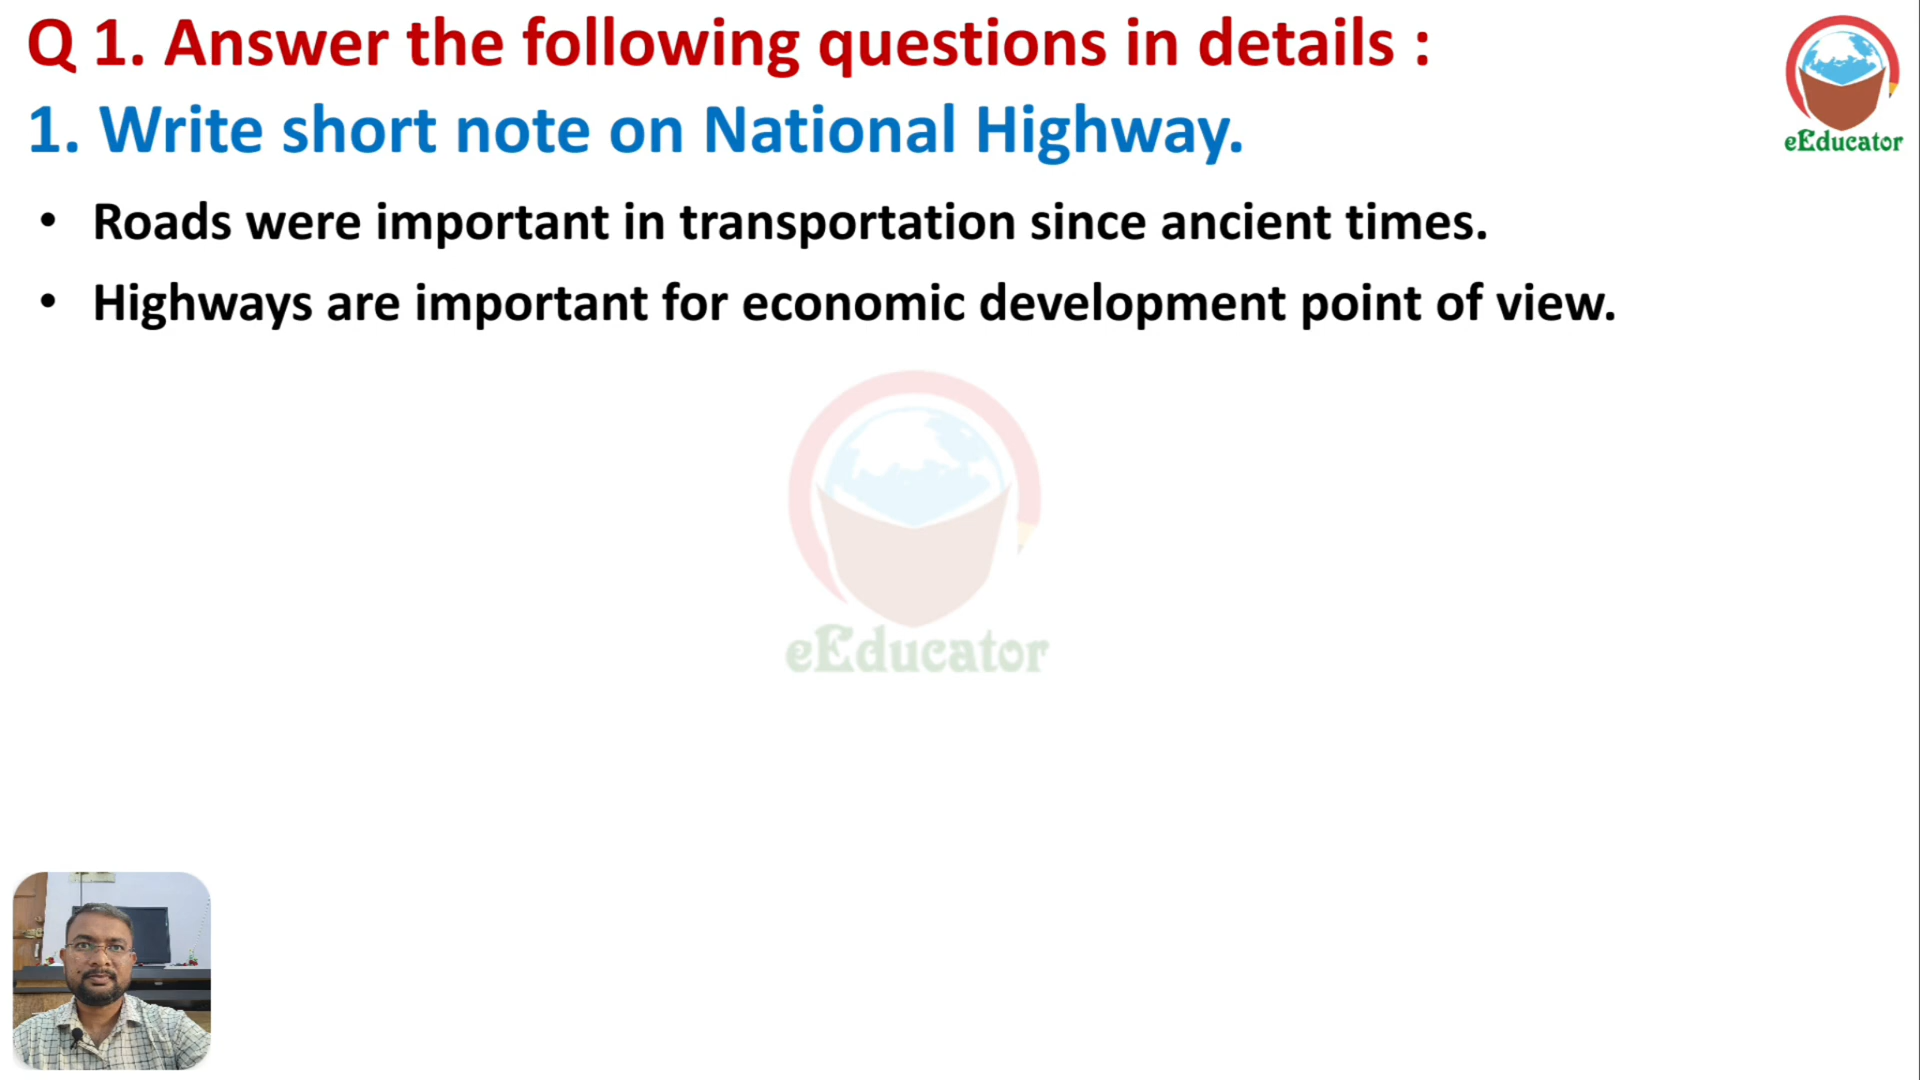 Q 1. Answer the following questions in details :
1. Write short note on National Highway.
• Roads were important in transportation since ancient times.
• Highways are important for economic development point of view.
eEducator
eEducator